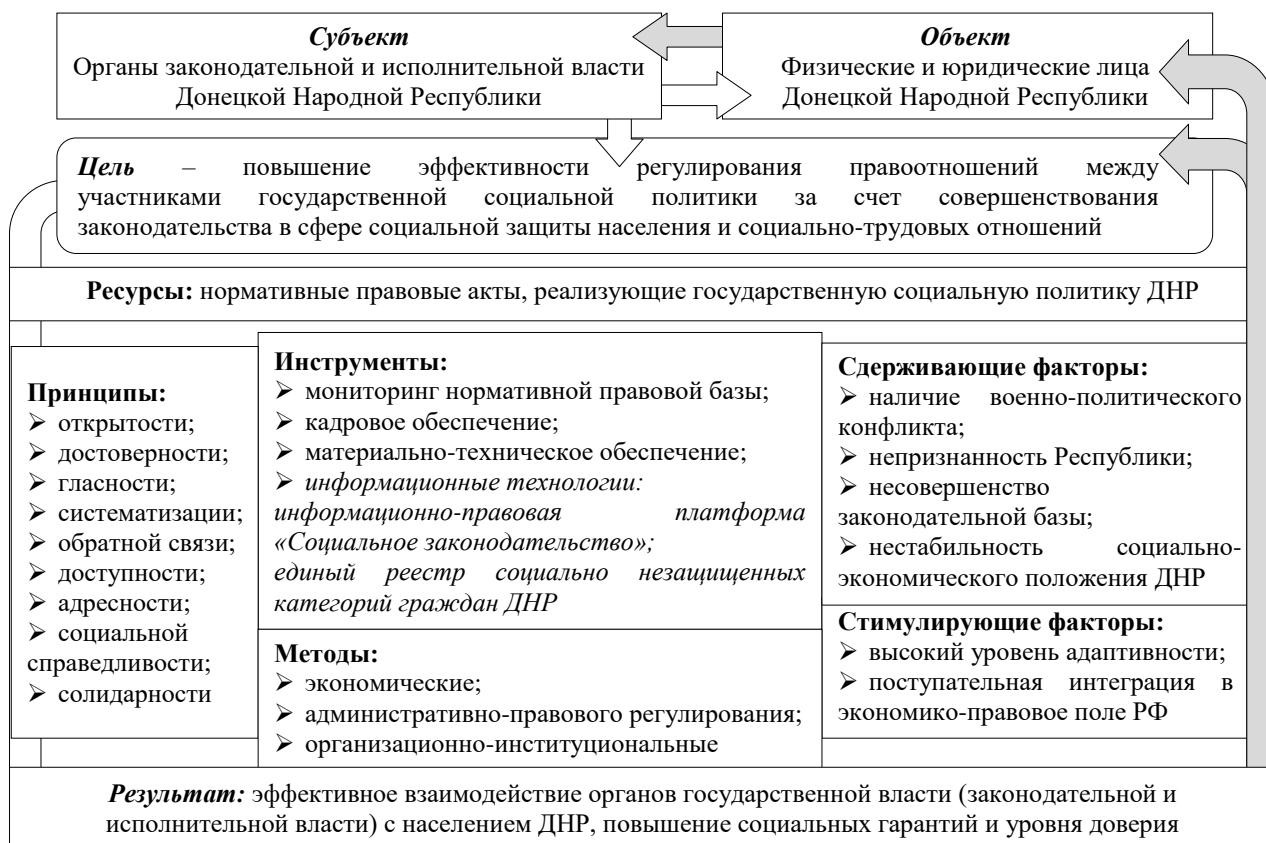 Субъект
Органы законодательной и исполнительной власти
Донецкой Народной Республики
Объект
Физические и юридические лица
Донецкой Народной Республики
Цель – повышение эффективности регулирования правоотношений между
участниками государственной социальной политики за счет совершенствования
законодательства в сфере социальной защиты населения и социально-трудовых отношений
Ресурсы: нормативные правовые акты, реализующие государственную социальную политику ДНР
Принципы:
➢ открытости;
➢ достоверности;
➢ гласности;
➢ систематизации;
➢ обратной связи;
➢ доступности;
➢ адресности;
➢ социальной
справедливости;
➢ солидарности
Инструменты:
➢ мониторинг нормативной правовой базы;
➢ кадровое обеспечение;
➢ материально-техническое обеспечение;
➢ информационные технологии:
информационно-правовая платформа
«Социальное законодательство»;
единый реестр социально незащищенных
категорий граждан ДНР
Методы:
➢ экономические;
➢ административно-правового регулирования;
➢ организационно-институциональные
Сдерживающие факторы:
➢ наличие военно-политического
конфликта;
➢ непризнанность Республики;
➢ несовершенство
законодательной базы;
➢ нестабильность социально-
экономического положения ДНР
Стимулирующие факторы:
➢ высокий уровень адаптивности;
➢ поступательная интеграция в
экономико-правовое поле РФ
Результат: эффективное взаимодействие органов государственной власти (законодательной и
исполнительной власти) с населением ДНР, повышение социальных гарантий и уровня доверия